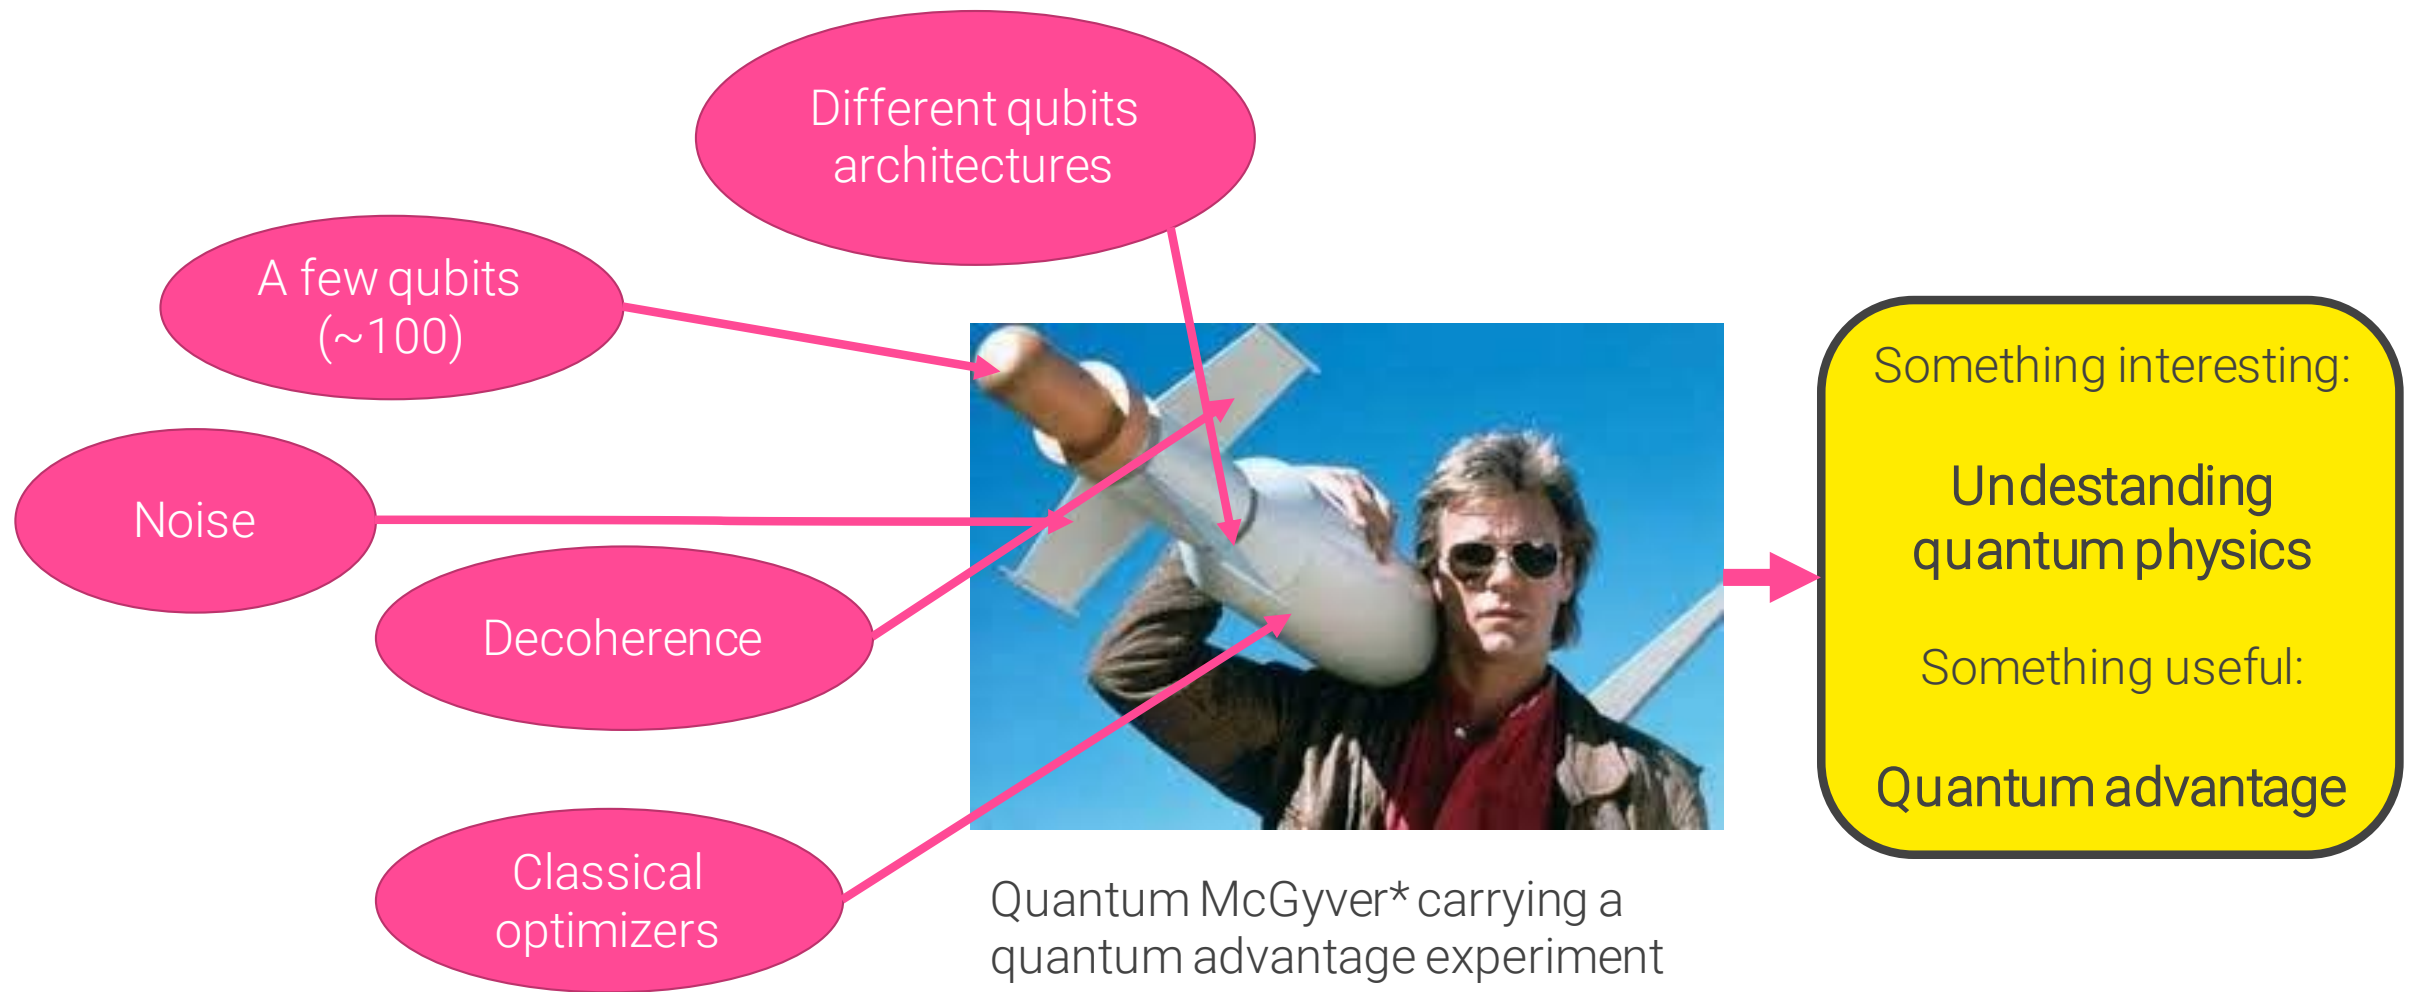 Different qubits
architectures
A few qubits
(~100)
Noise
Decoherence
Classical
optimizers
Quantum McGyver* carrying a
quantum advantage experiment
Something interesting:
Undestanding
quantum physics
Something useful:
Quantum advantage